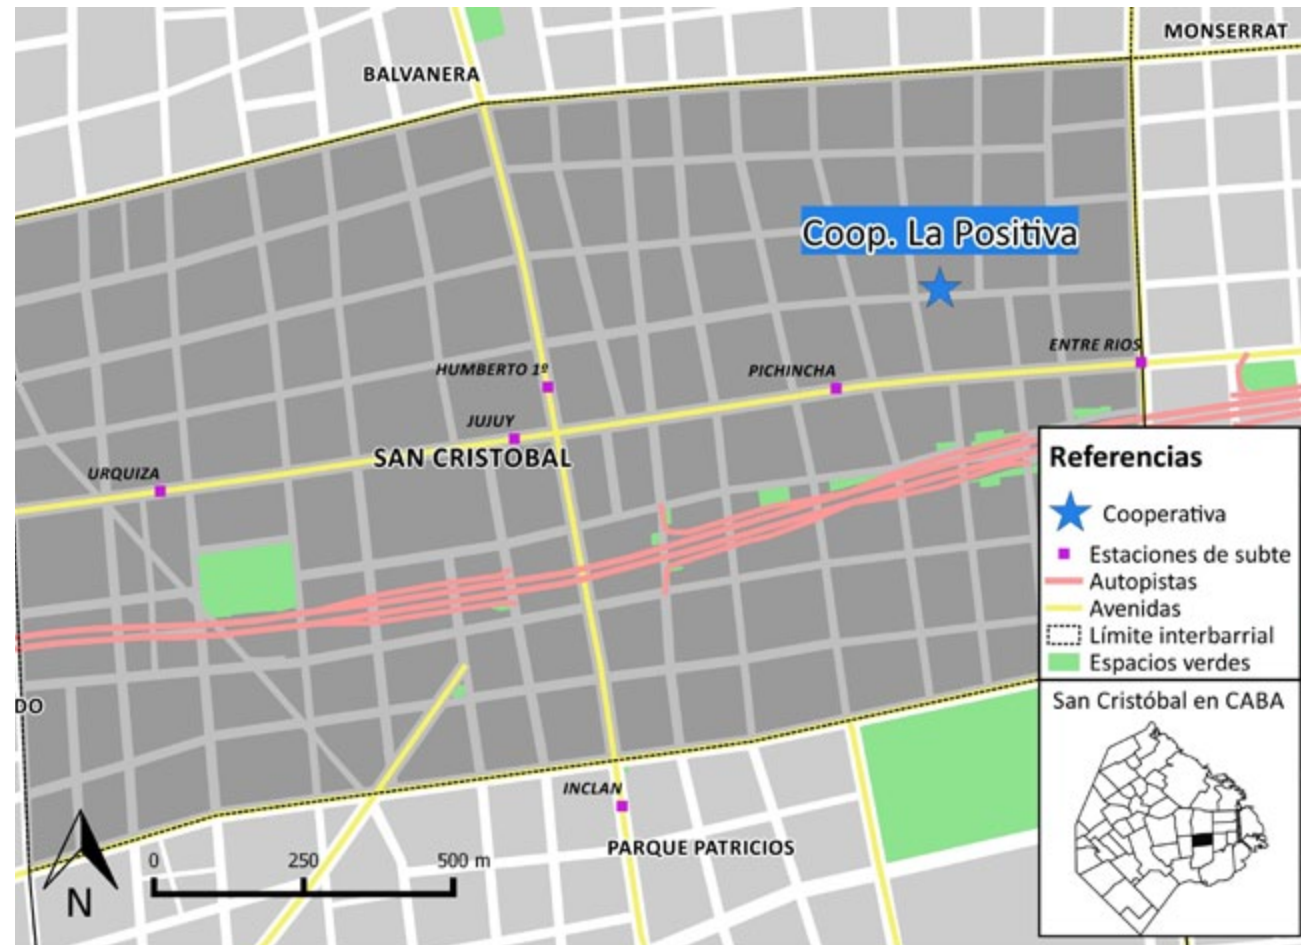 MONSERRAT
BALVANERA
Coop. La Positiva
ENTRE RIOS
HUMBERTO 1º
PICHINCHA
JUJUY
SAN CRISTOBAL
URQUIZA
Referencias
Cooperativa
Estaciones de subte
Autopistas
Avenidas
Límite interbarrial
Espacios verdes
DO
San Cristóbal en CABA
INCLAN
PARQUE PATRICIOS
0 250 500 m
N